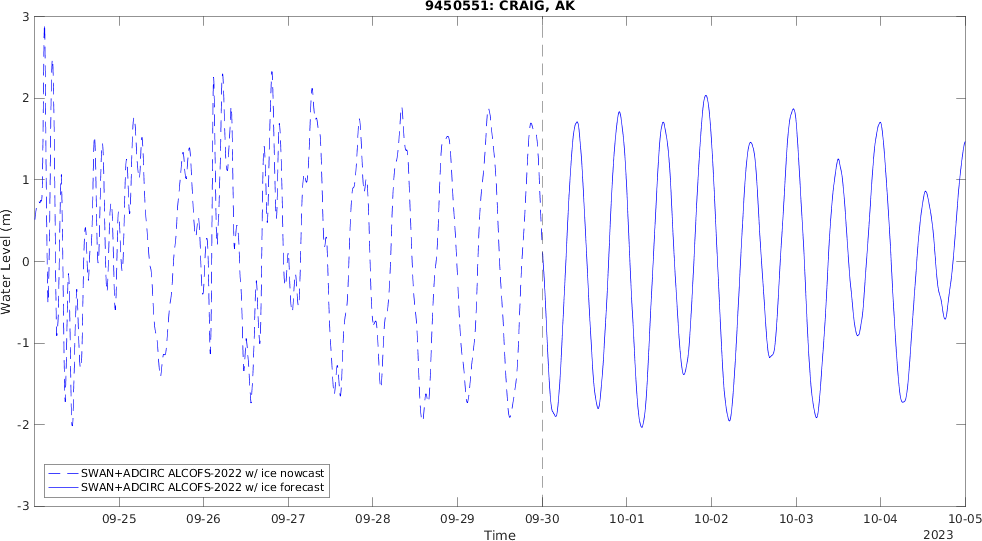 9450551: CRAIG, AK
3
2
1
0
-1
-2
-3
Water Level (m)
SWAN+ADCIRC ALCOFS-2022 w/ ice nowcast
SWAN+ADCIRC ALCOFS-2022 w/ ice forecast
09-25 09-26 09-27 09-28 09-29 09-30 10-01 10-02 10-03 10-04 10-05
Time
2023